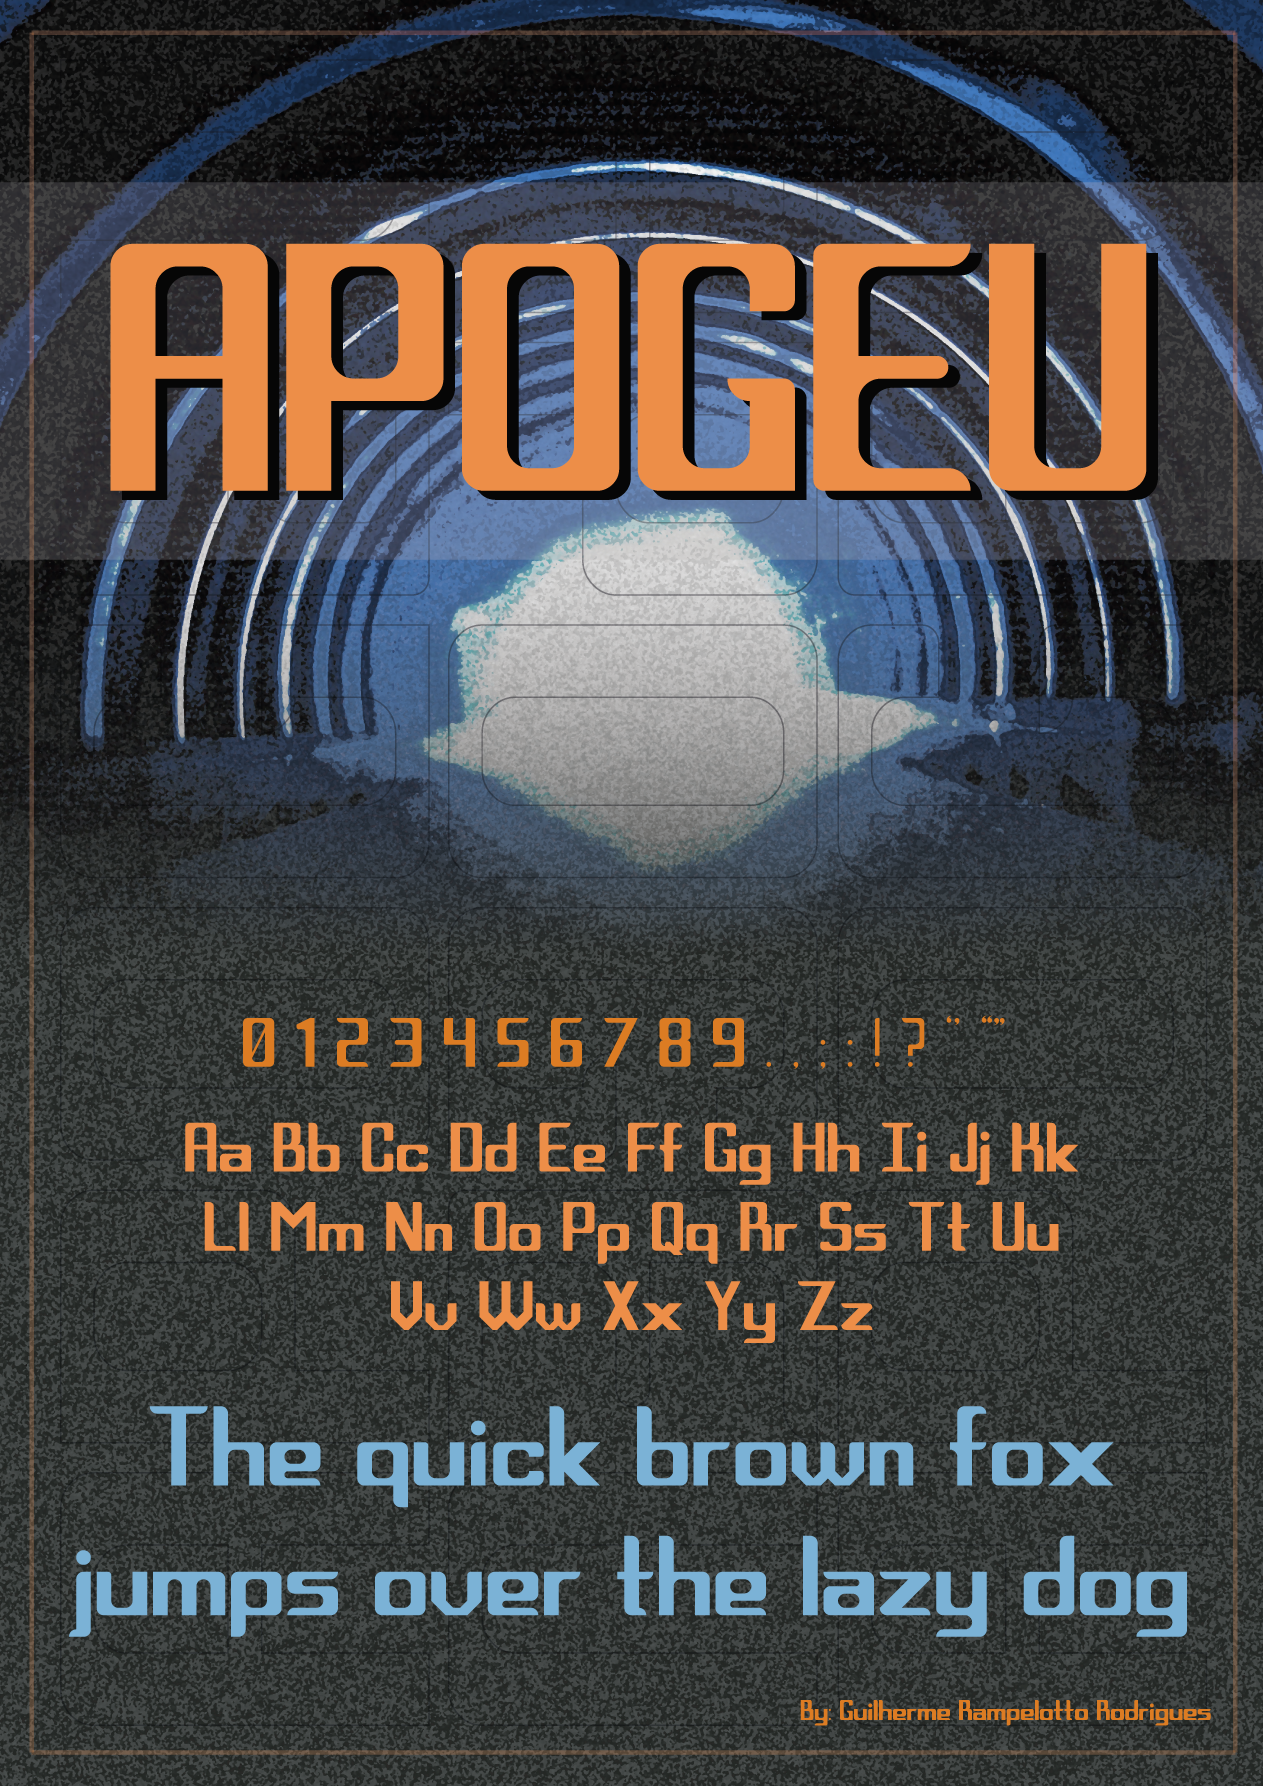 APOGEU
0 1 2 3 4 5 6 7 8 9 . , : ; ! ? " “”
Aa Bb Cc Dd Ee Ff Gg Hh Ii Jj Kk
Ll Mm Nn Oo Pp Qq Rr Ss Tt Uu
Vv Ww Xx Yy Zz
The quick brown fox
jumps over the lazy dog
By: Guilherme Rampelotto Rodrigues